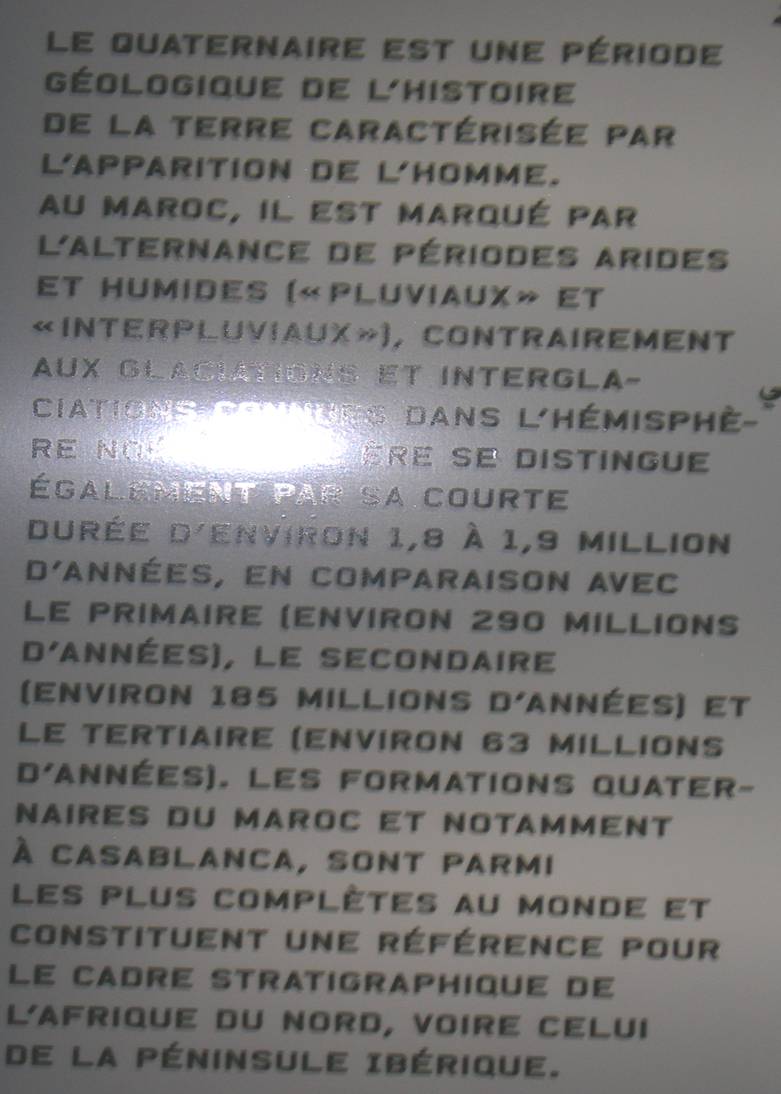 LE QUATERNAIRE EST UNE PÉRIODE
GÉOLOGIQUE DE L'HISTOIRE
DE LA TERRE CARACTÉRISÉE PAR
L'APPARITION DE L'HOMME.
AU MAROC, IL EST MARQUÉ PAR
L'ALTERNANCE DE PÉRIODES ARIDES
ET HUMIDES («PLUVIAUX» ET
«INTERPLUVIAUX»), CONTRAIREMENT
AUX GLACIATIONS ET INTERGLA-
CIATIONS CONNUES DANS L'HÉMISPHÈ-
RE SE DISTINGUE
ÉGALEMENT PAR SA COURTE
DURÉE D'ENVIRON 1,8 À 1,9 MILLION
D'ANNÉES, EN COMPARAISON AVEC
LE PRIMAIRE (ENVIRON 290 MILLIONS
D'ANNÉES), LE SECONDAIRE
(ENVIRON 185 MILLIONS D'ANNÉES) ET
LE TERTIAIRE (ENVIRON 63 MILLIONS
D'ANNÉES). LES FORMATIONS QUATER-
NAIRES DU MAROC ET NOTAMMENT
À CASABLANCA, SONT PARMI
LES PLUS COMPLÈTES AU MONDE ET
CONSTITUENT UNE RÉFÉRENCE POUR
LE CADRE STRATIGRAPHIQUE DE
L'AFRIQUE DU NORD, VOIRE CELUI
DE LA PÉNINSULE IBÉRIQUE.